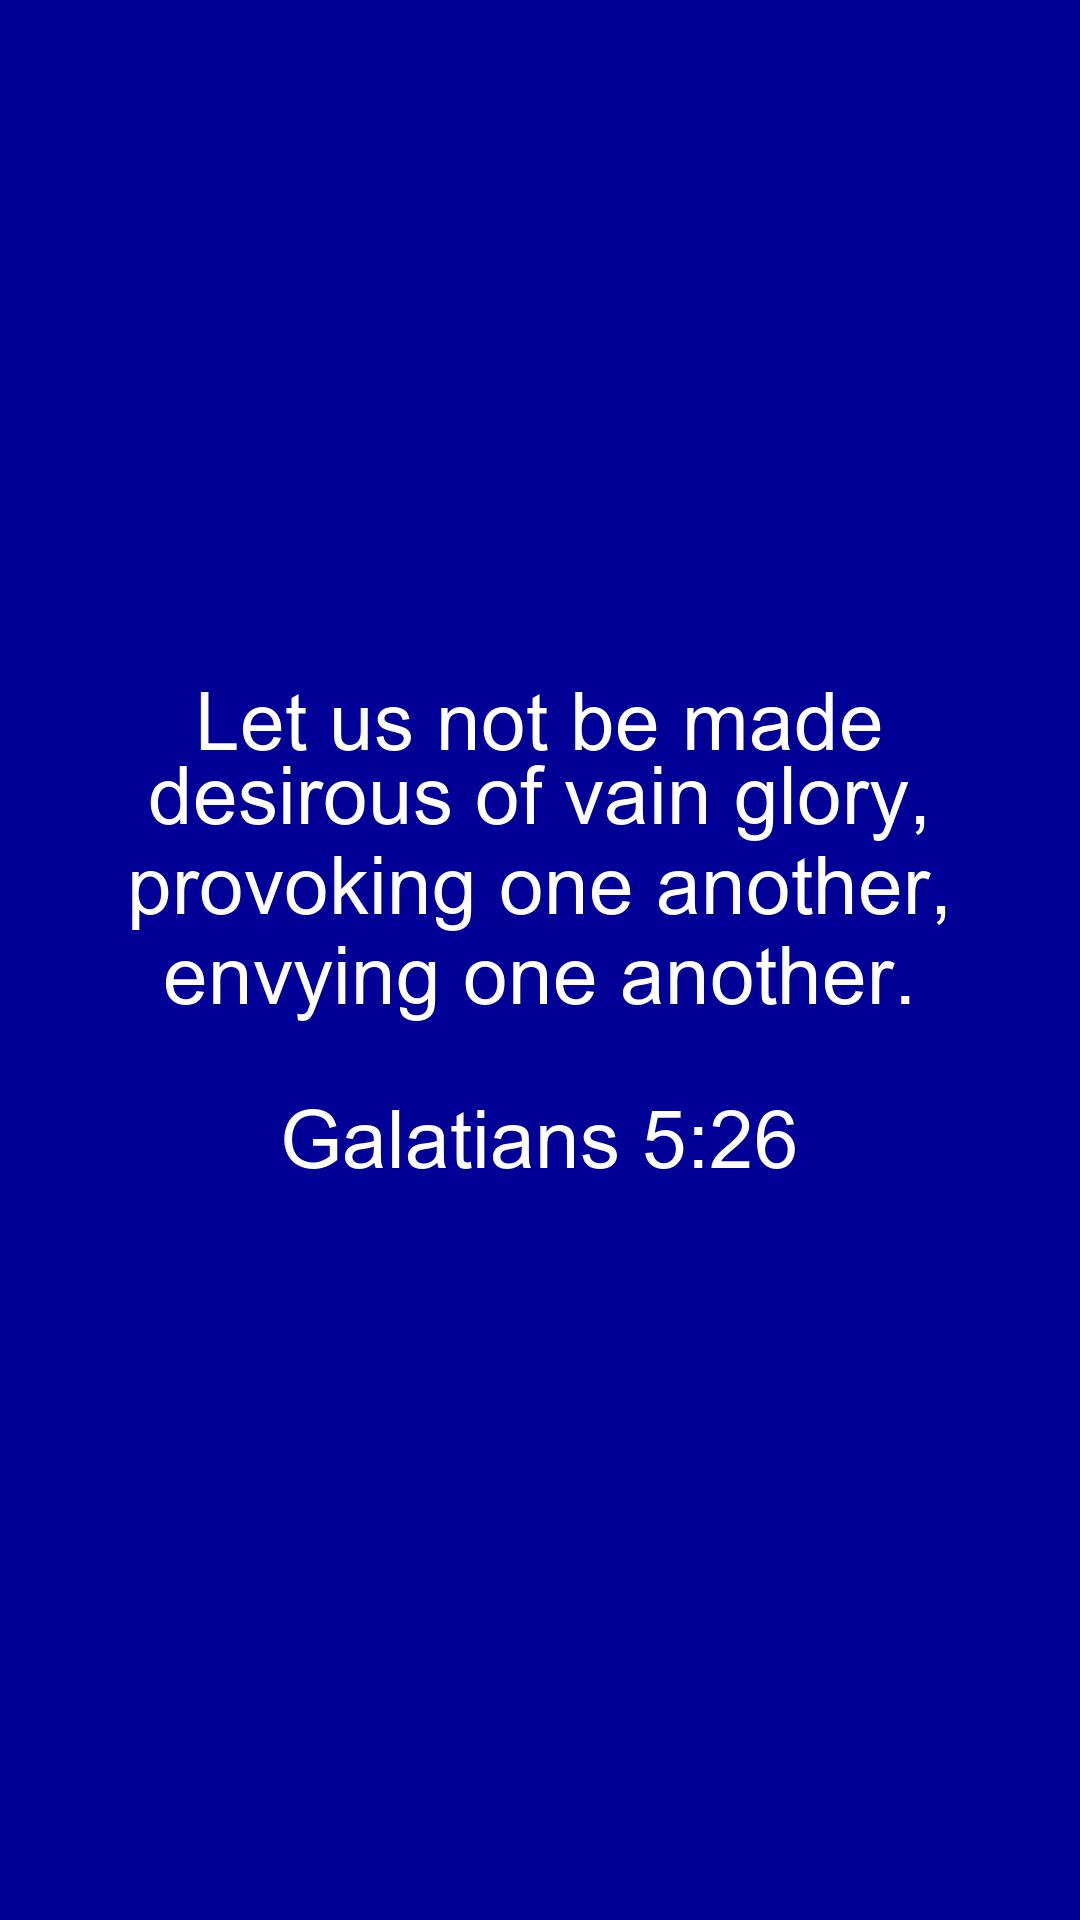 Let us not be made
desirous of vain glory,
provoking one another,
envying one another.
Galatians 5:26